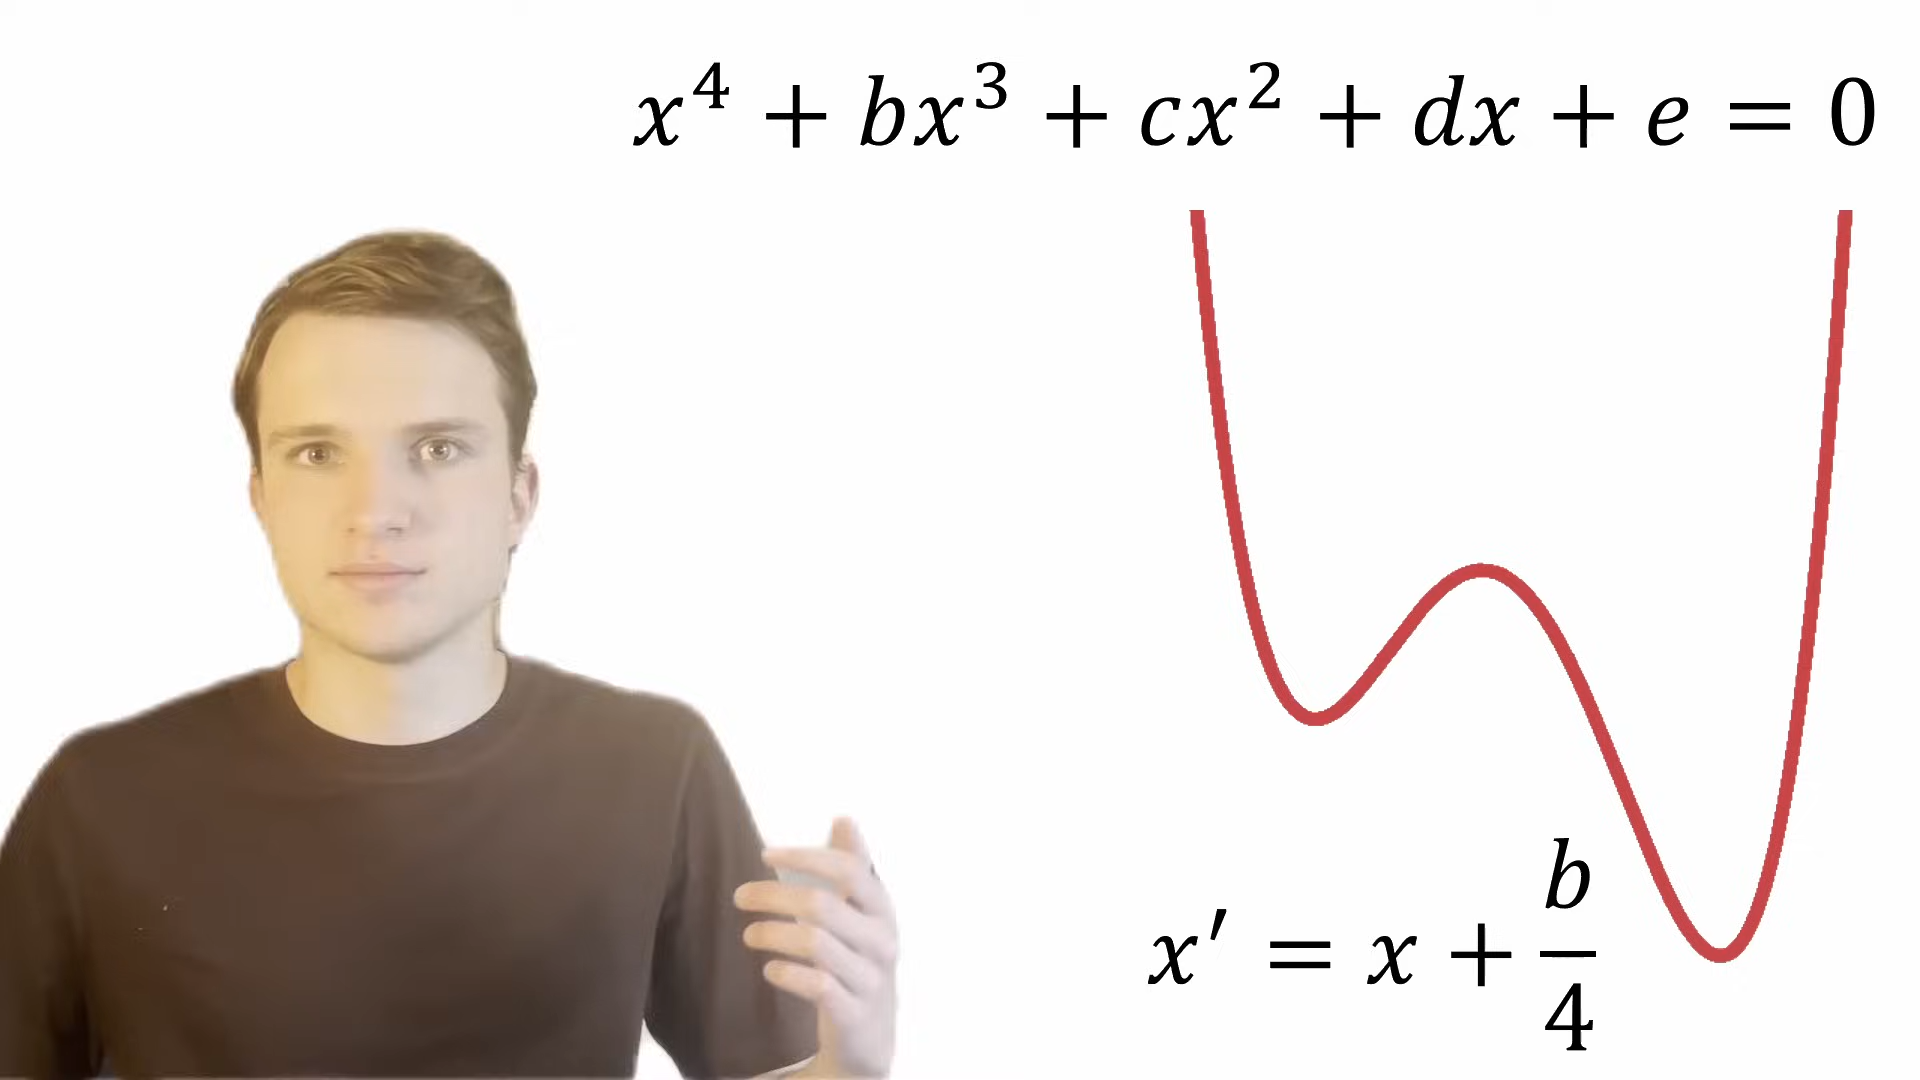 x⁴ + bx³ + cx² + dx + e = 0
x′ = x + b/4